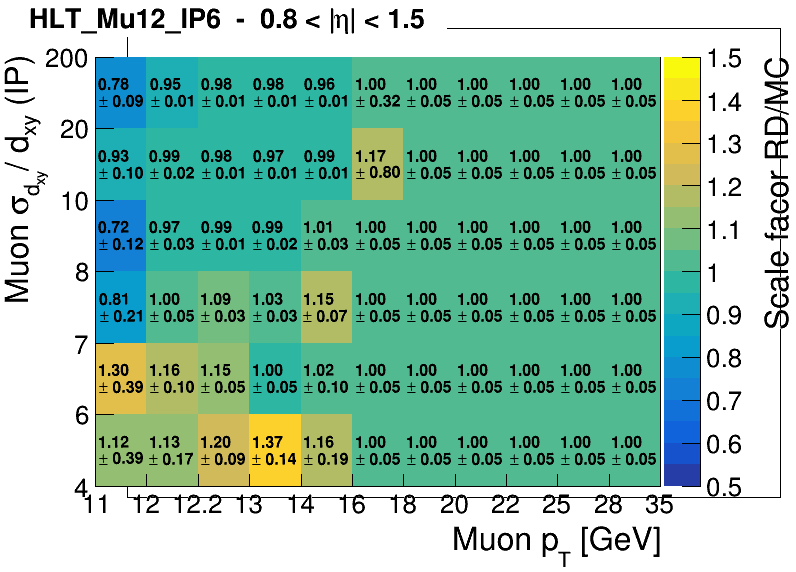 HLT_Mu12_IP6 - 0.8 < |η| < 1.5
200 0.78 0.95 0.98 0.98 0.96 1.00 1.00 1.00 1.00 1.00 1.00 1.5
± 0.09 ± 0.01 ± 0.01 ± 0.01 ± 0.01 ± 0.32 ± 0.05 ± 0.05 ± 0.05 ± 0.05 ± 0.05 1.4
20 0.93 0.99 0.98 0.97 0.99 1.17 1.00 1.00 1.00 1.00 1.00 1.3
± 0.10 ± 0.02 ± 0.01 ± 0.01 ± 0.01 ± 0.80 ± 0.05 ± 0.05 ± 0.05 ± 0.05 ± 0.05 1.2
10 0.72 0.97 0.99 0.99 1.01 1.00 1.00 1.00 1.00 1.00 1.00 1.1
± 0.12 ± 0.03 ± 0.01 ± 0.02 ± 0.03 ± 0.05 ± 0.05 ± 0.05 ± 0.05 ± 0.05 ± 0.05
8 1
0.81 1.00 1.09 1.03 1.15 1.00 1.00 1.00 1.00 1.00 1.00 0.9
± 0.21 ± 0.05 ± 0.03 ± 0.03 ± 0.07 ± 0.05 ± 0.05 ± 0.05 ± 0.05 ± 0.05 ± 0.05
7 0.8
1.30 1.16 1.15 1.00 1.02 1.00 1.00 1.00 1.00 1.00 1.00
± 0.39 ± 0.10 ± 0.05 ± 0.05 ± 0.10 ± 0.05 ± 0.05 ± 0.05 ± 0.05 ± 0.05 ± 0.05 0.7
6
1.12 1.13 1.20 1.37 1.16 1.00 1.00 1.00 1.00 1.00 1.00 0.6
± 0.39 ± 0.17 ± 0.09 ± 0.14 ± 0.19 ± 0.05 ± 0.05 ± 0.05 ± 0.05 ± 0.05 ± 0.05
4 0.5
11 12 12.2 13 14 16 18 20 22 25 28 35
Muon p_T [GeV]
Muon σ_d_xy / d_xy (IP)
Scale facor RD/MC